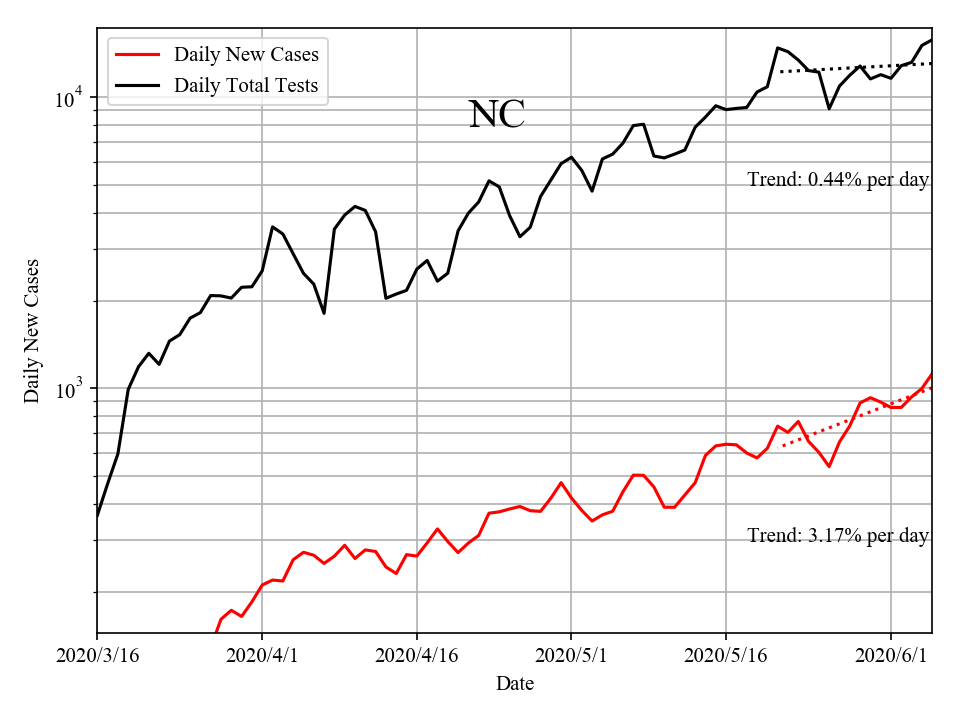 Daily New Cases
Daily Total Tests
NC
10^4
Trend: 0.44% per day
Daily New Cases
10^3
Trend: 3.17% per day
2020/3/16 2020/4/1 2020/4/16 2020/5/1 2020/5/16 2020/6/1
Date